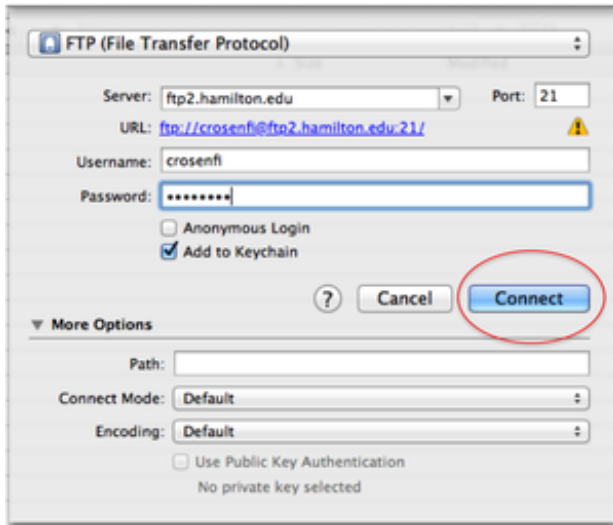 FTP (File Transfer Protocol)
Server: ftp2.hamilton.edu Port: 21
URL: ftp://crosenfi@ftp2.hamilton.edu:21/
Username: crosenfi
Password: ••••••••
Anonymous Login
Add to Keychain
? Cancel Connect
More Options
Path:
Connect Mode: Default
Encoding: Default
Use Public Key Authentication
No private key selected